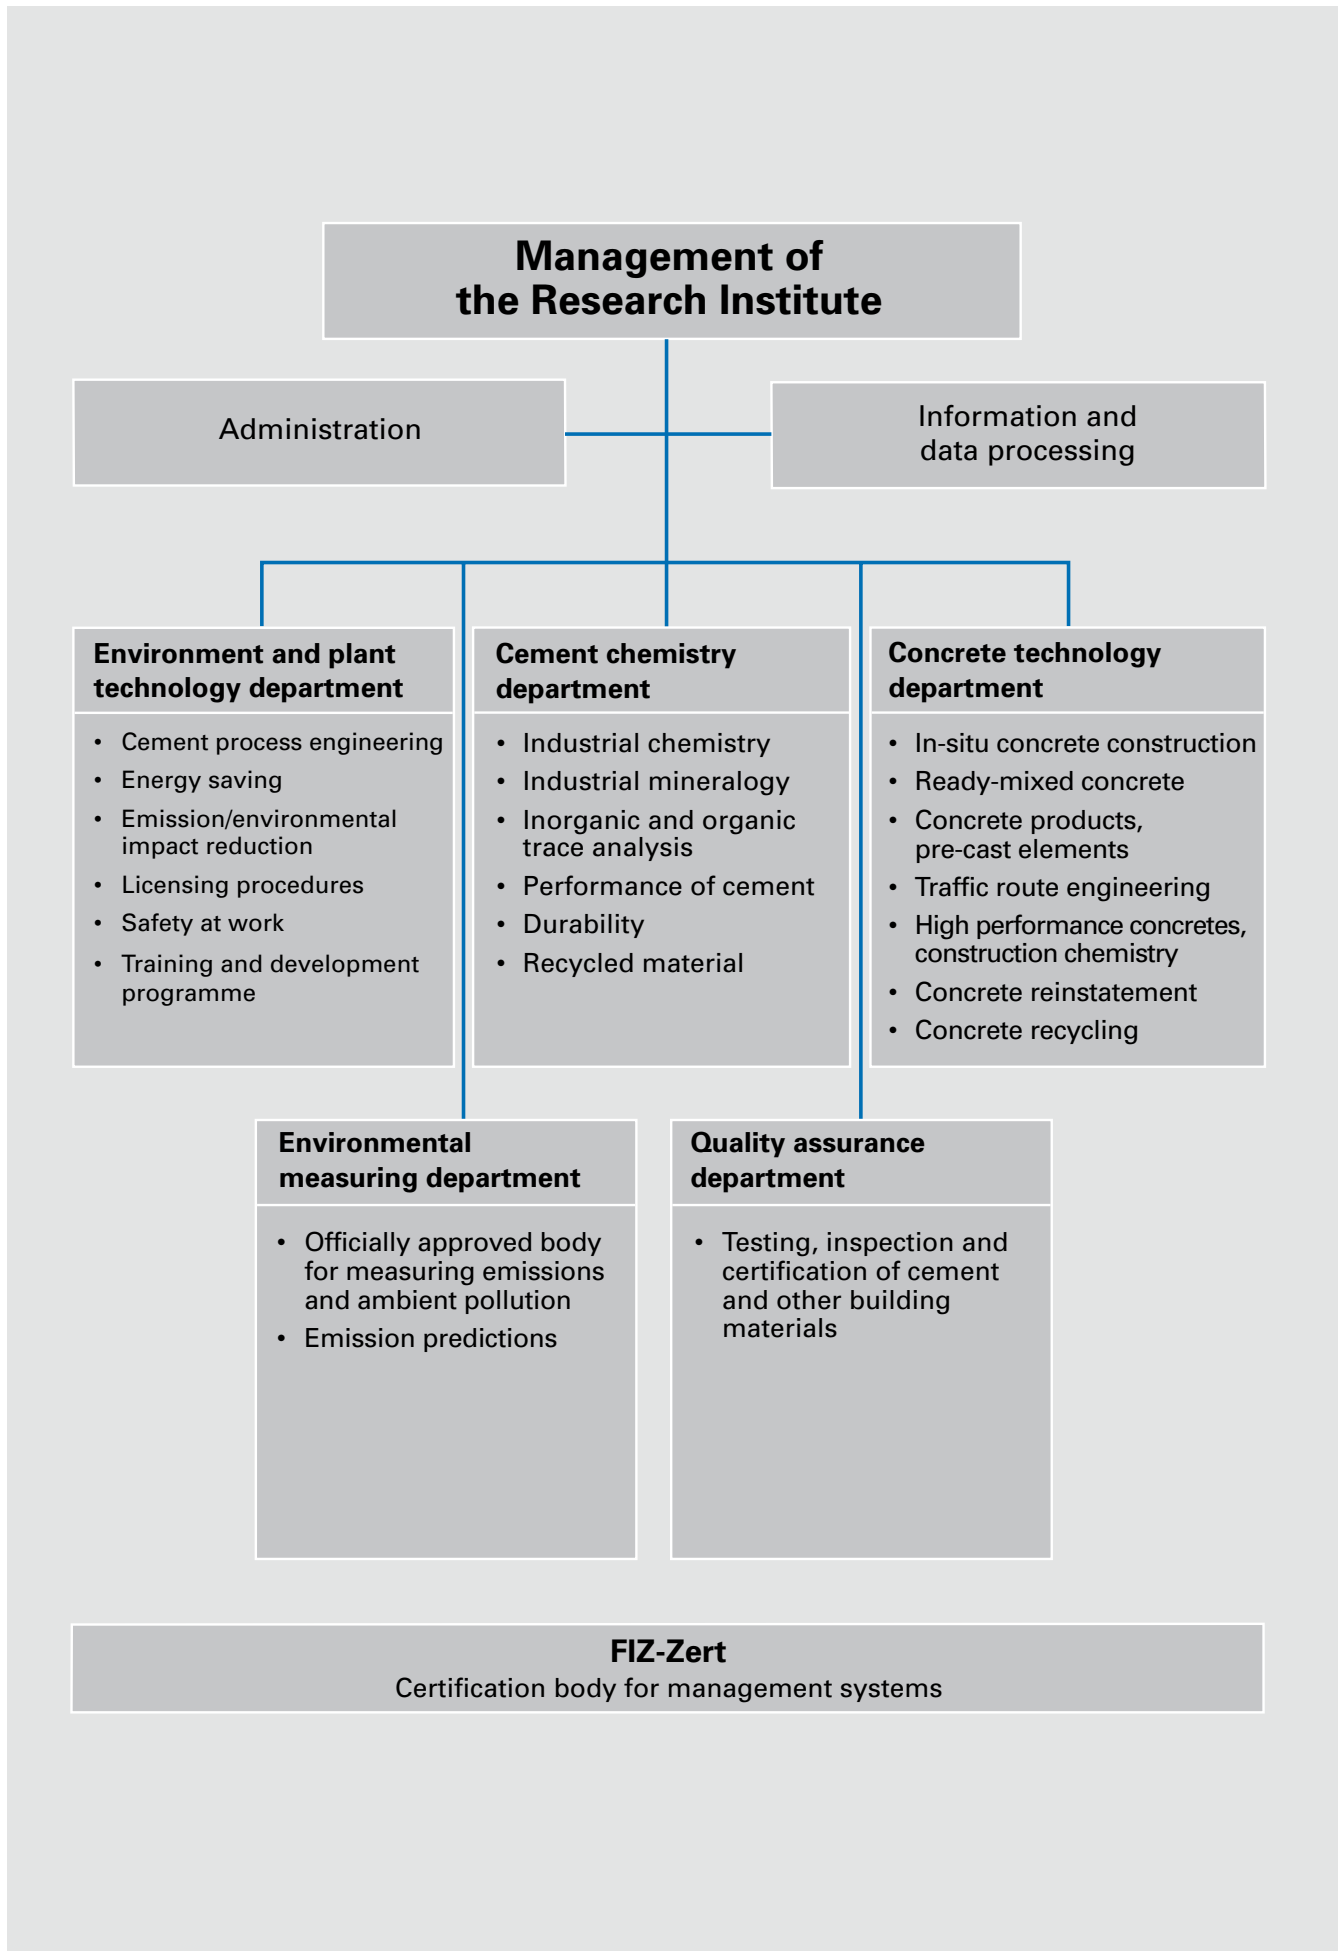 Management of
the Research Institute
Administration
Information and
data processing
Environment and plant
technology department
• Cement process engineering
• Energy saving
• Emission/environmental
impact reduction
• Licensing procedures
• Safety at work
• Training and development
programme
Cement chemistry
department
• Industrial chemistry
• Industrial mineralogy
• Inorganic and organic
trace analysis
• Performance of cement
• Durability
• Recycled material
Concrete technology
department
• In-situ concrete construction
• Ready-mixed concrete
• Concrete products,
pre-cast elements
• Traffic route engineering
• High performance concretes,
construction chemistry
• Concrete reinstatement
• Concrete recycling
Environmental
measuring department
• Officially approved body
for measuring emissions
and ambient pollution
• Emission predictions
Quality assurance
department
• Testing, inspection and
certification of cement
and other building
materials
FIZ-Zert
Certification body for management systems